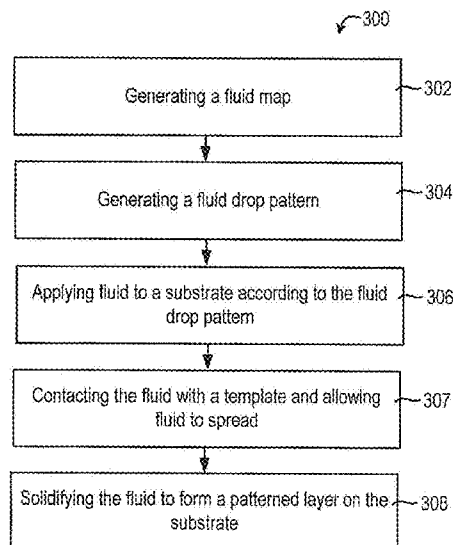 300
Generating a fluid map
302
Generating a fluid drop pattern
304
Applying fluid to a substrate according to the fluid
drop pattern
306
Contacting the fluid with a template and allowing
fluid to spread
307
Solidifying the fluid to form a patterned layer on the
substrate
308